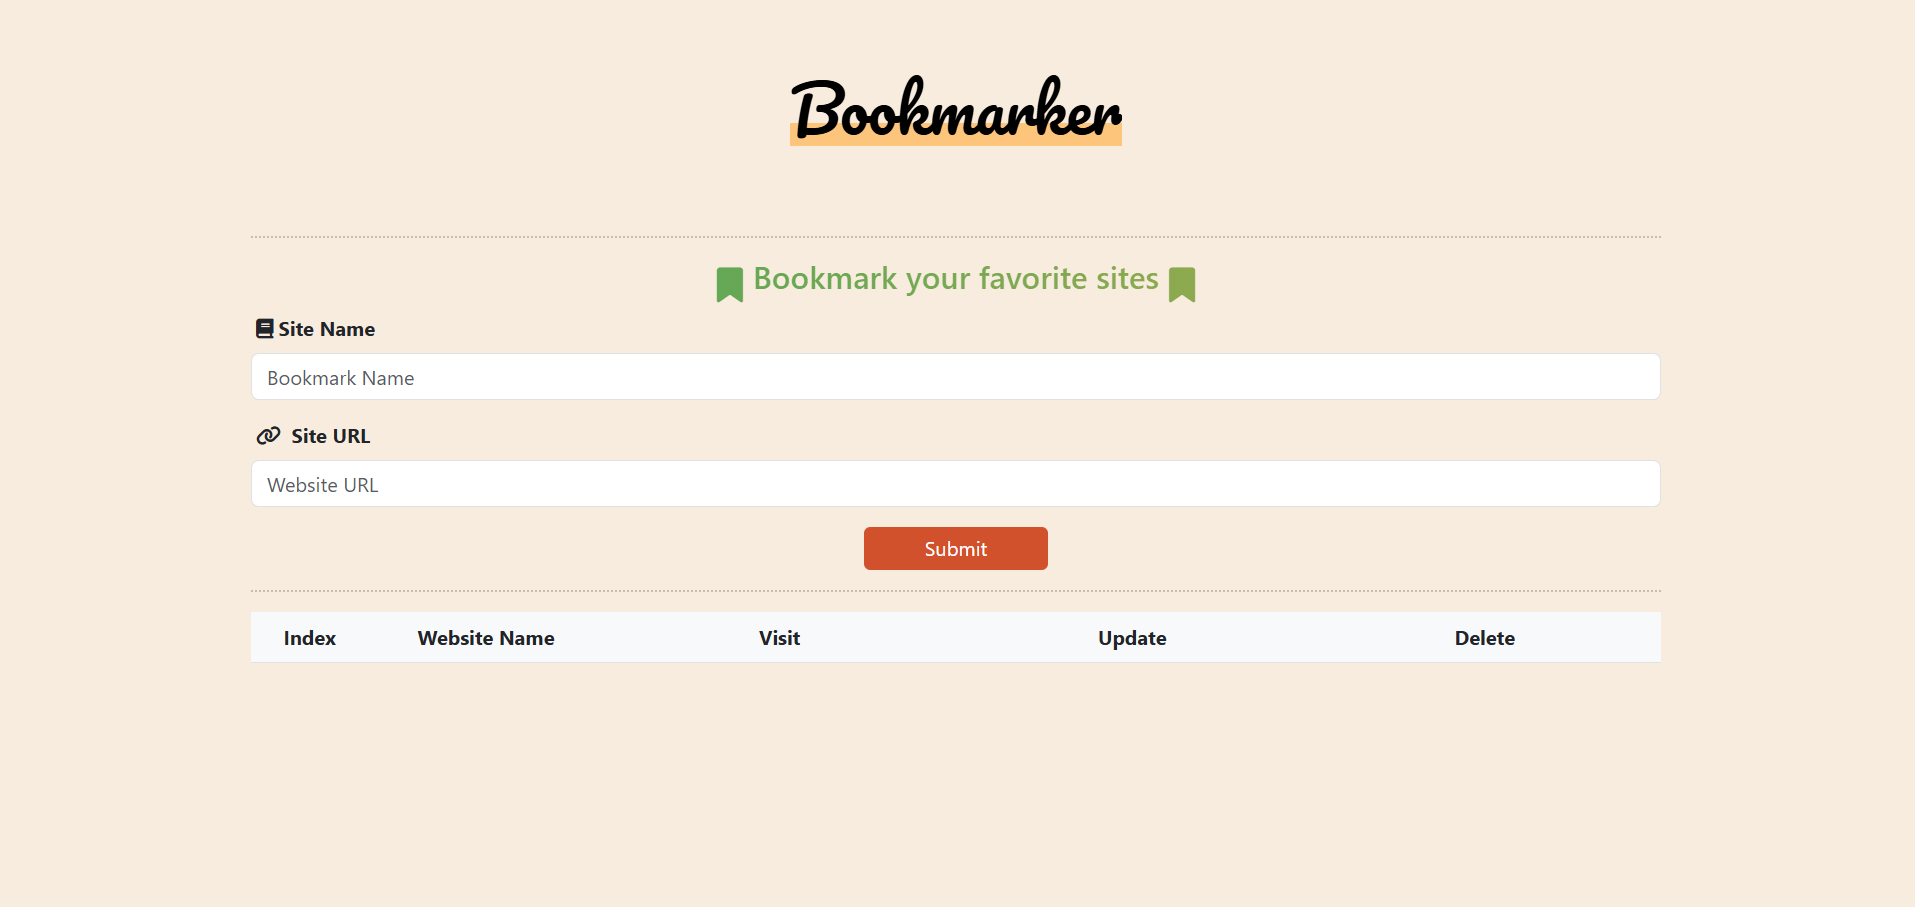 Bookmarker
Bookmark your favorite sites
Site Name
Bookmark Name
Site URL
Website URL
Submit
Index Website Name Visit Update Delete